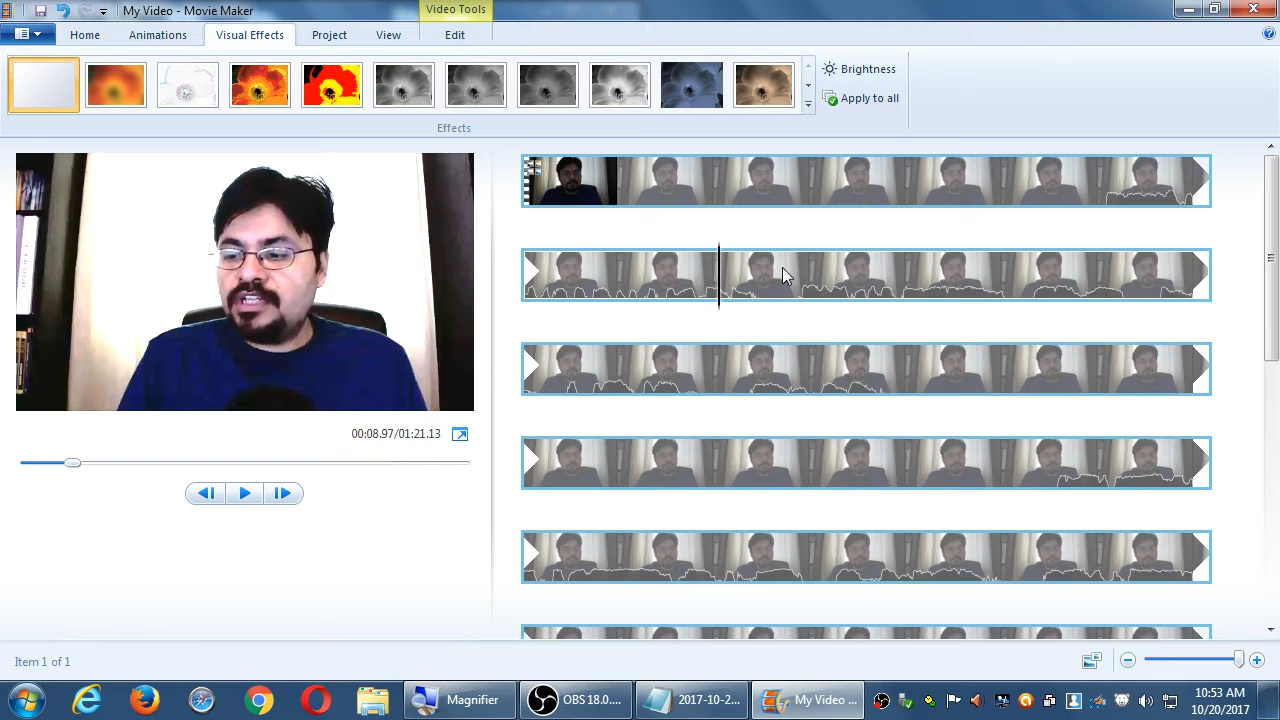 My Video - Movie Maker
Video Tools
Home
Animations
Visual Effects
Project
View
Edit
Brightness
Apply to all
Effects
00:08.97/01:21.13
Item 1 of 1
Magnifier
OBS 18.0....
2017-10-2...
My Video ...
10:53 AM
10/20/2017